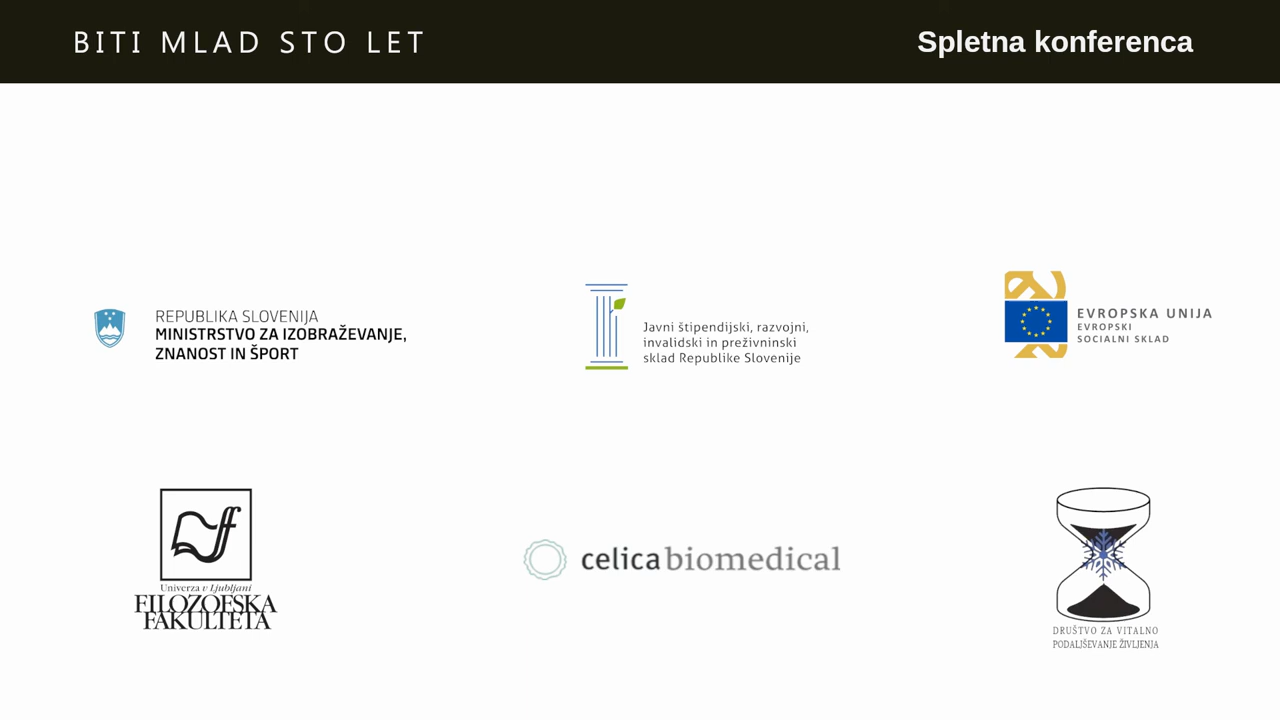 BITI MLAD STO LET
Spletna konferenca
REPUBLIKA SLOVENIJA
MINISTRSTVO ZA IZOBRAŽEVANJE,
ZNANOST IN ŠPORT
Javni štipendijski, razvojni,
invalidski in preživninski
sklad Republike Slovenije
EVROPSKA UNIJA
EVROPSKI
SOCIALNI SKLAD
Univerza v Ljubljani
FILOZOFSKA
FAKULTETA
celica biomedical
DRUŠTVO ZA VITALNO
PODALJŠEVANJE ŽIVLJENJA